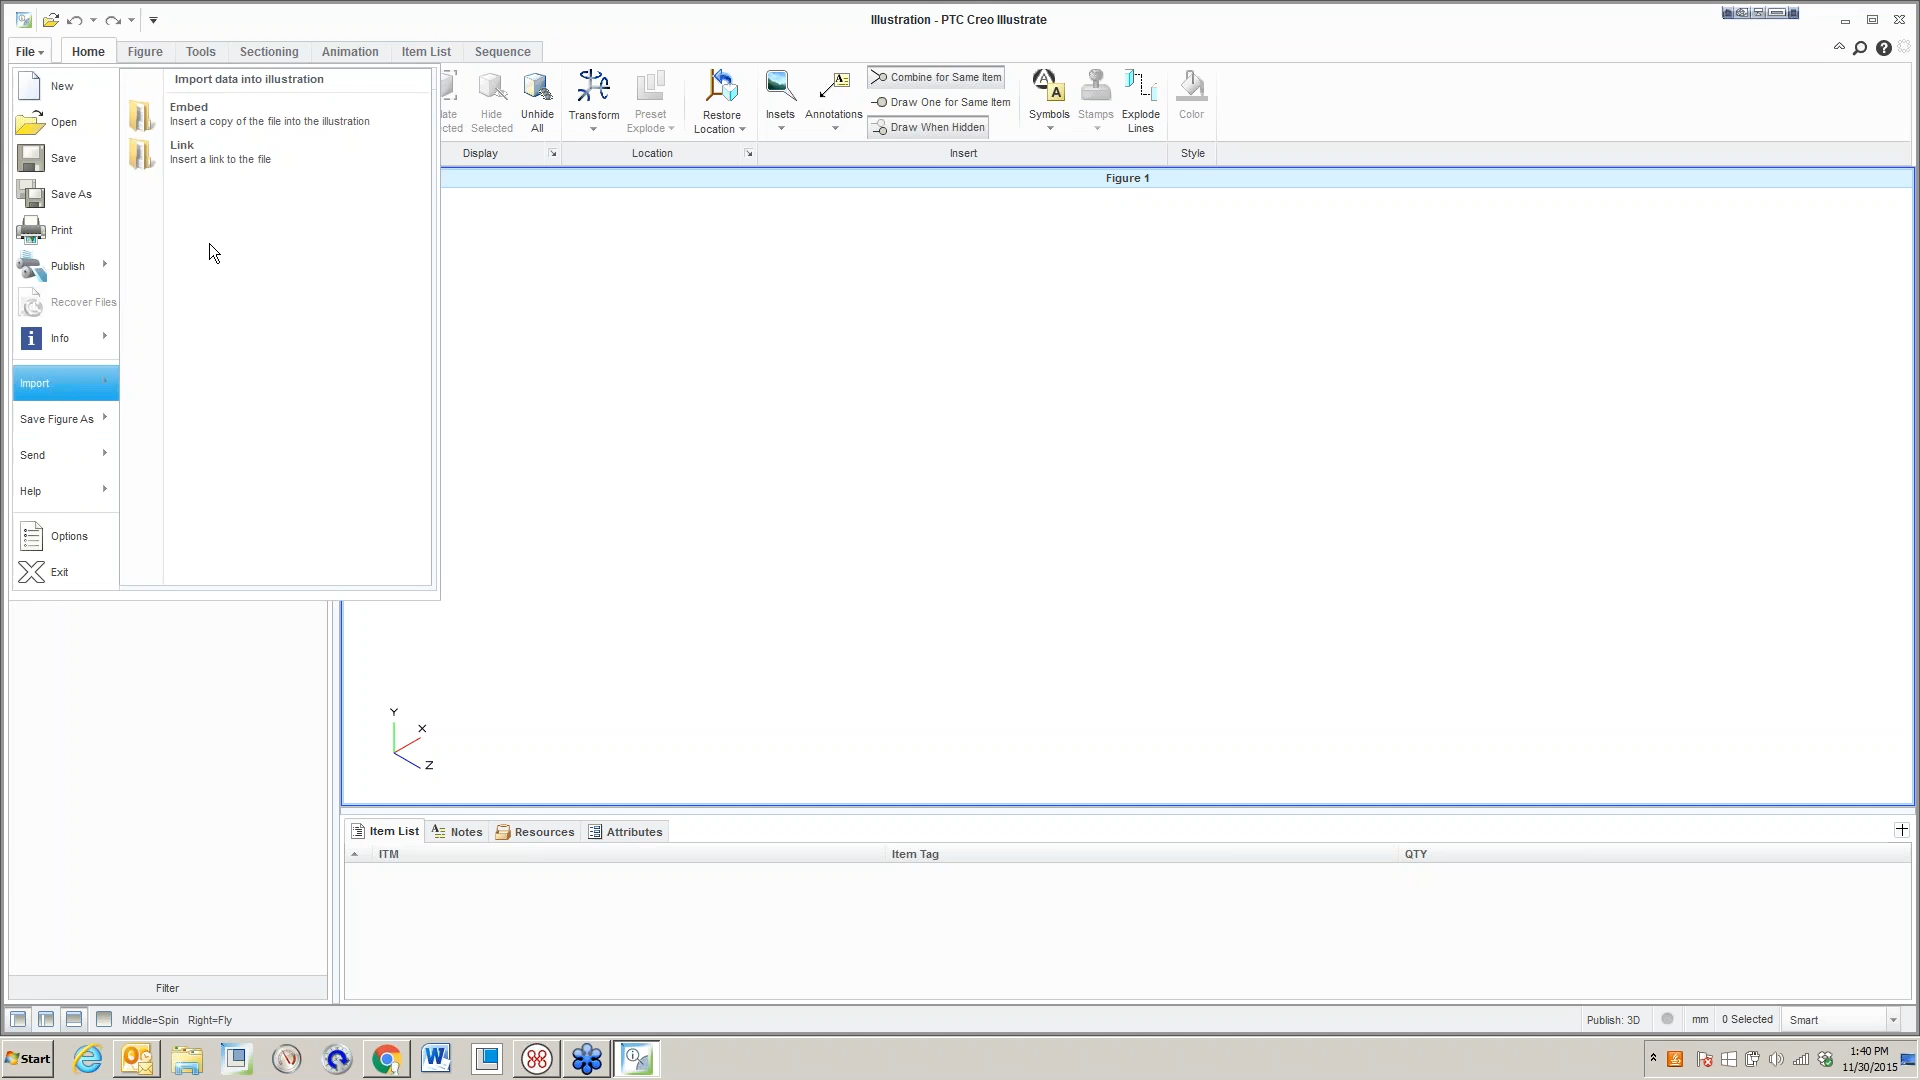 Illustration - PTC Creo Illustrate
File Home Figure Tools Sectioning Animation Item List Sequence
New
Open
Save
Save As
Print
Publish
Recover Files
Info
Import
Save Figure As
Send
Help
Options
Exit
Import data into illustration
Embed
Insert a copy of the file into the illustration
Link
Insert a link to the file
Hide
Selected
Unhide
All
Display
Transform
Preset
Explode
Restore
Location
Location
Insets
Annotations
Combine for Same Item
Draw One for Same Item
Draw When Hidden
Symbols
Stamps
Explode
Lines
Insert
Color
Style
Figure 1
Y
X
Z
Item List Notes Resources Attributes
ITM Item Tag QTY
Filter
Middle=Spin Right=Fly
Publish: 3D mm 0 Selected Smart
Start
1:40 PM
11/30/2015